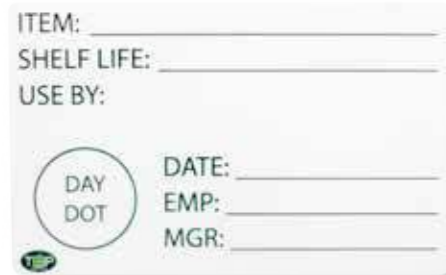 ITEM:
SHELF LIFE:
USE BY:
DAY
DOT
DATE:
EMP:
MGR: